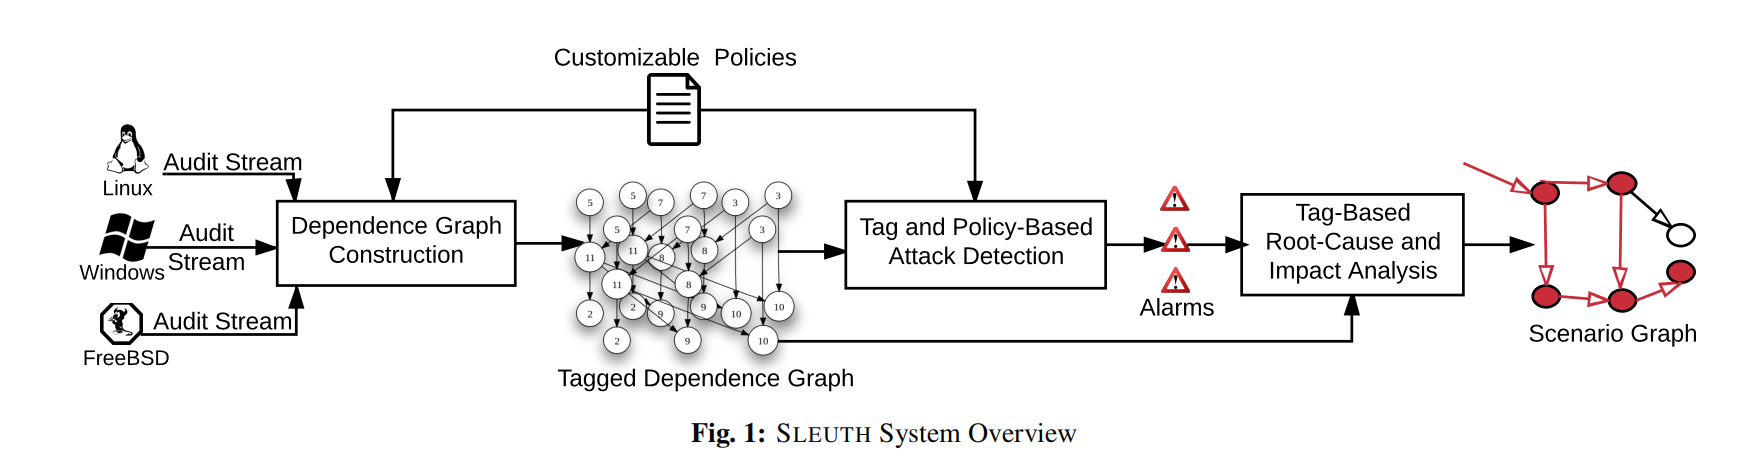 Customizable Policies
Linux
Audit Stream
Windows
Audit
Stream
FreeBSD
Audit Stream
Dependence Graph
Construction
5
5
7
7
3
3
5
7
3
11
11
8
8
11
8
2
2
9
9
10
10
2
9
10
Tagged Dependence Graph
Tag and Policy-Based
Attack Detection
!
!
!
Alarms
Tag-Based
Root-Cause and
Impact Analysis
Scenario Graph
Fig. 1: SLEUTH System Overview